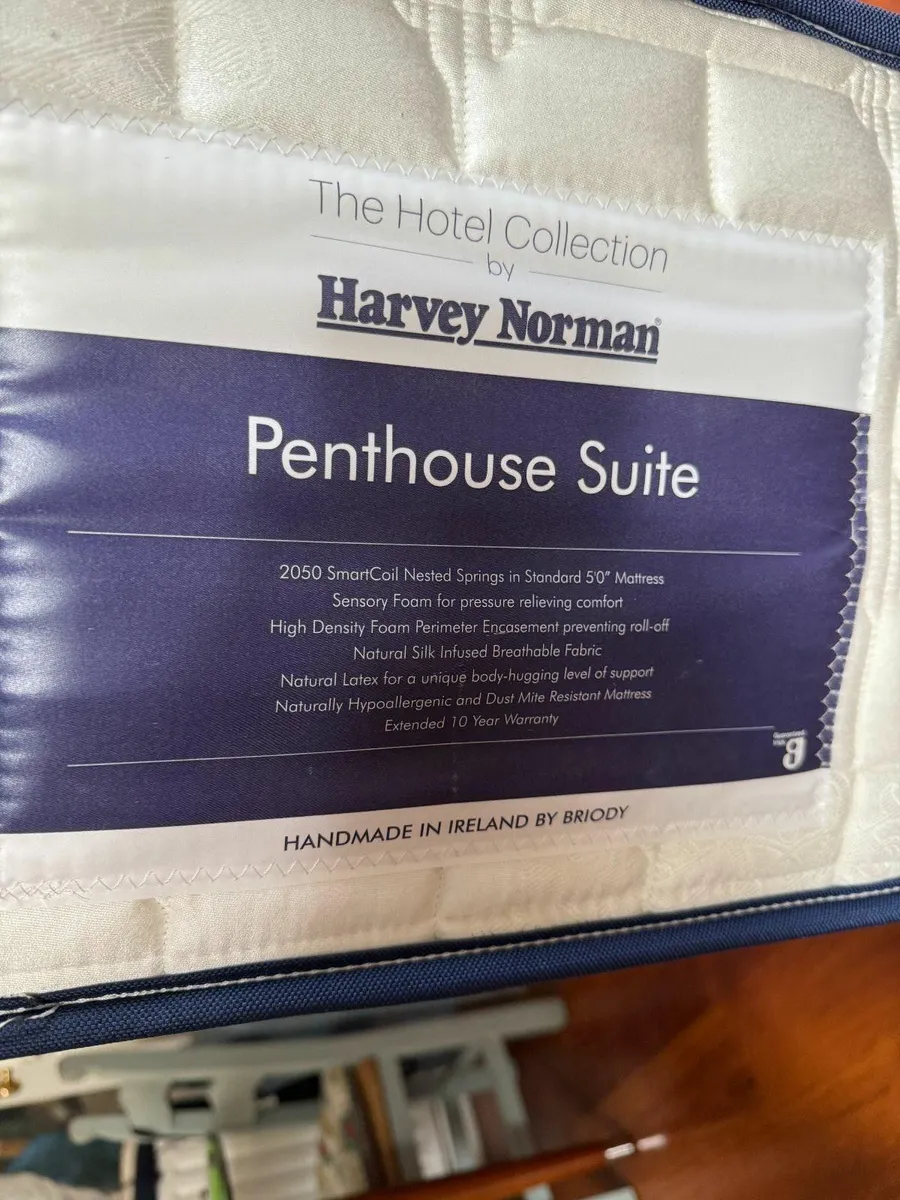 The Hotel Collection
by
Harvey Norman®
Penthouse Suite
2050 SmartCoil Nested Springs in Standard 5'0" Mattress
Sensory Foam for pressure relieving comfort
High Density Foam Perimeter Encasement preventing roll-off
Natural Silk Infused Breathable Fabric
Natural Latex for a unique body-hugging level of support
Naturally Hypoallergenic and Dust Mite Resistant Mattress
Extended 10 Year Warranty
Guaranteed
HANDMADE IN IRELAND BY BRIODY